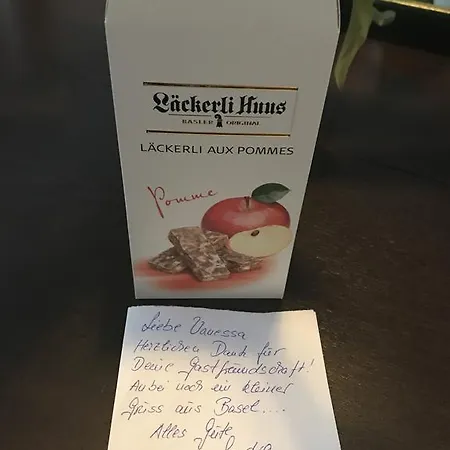 Läckerli Huus
BASLER ORIGINAL
LÄCKERLI AUX POMMES
Pomme
Liebe Vanessa
Herzlichen Dank für
Deine Gastfreundschaft!
Anbei noch ein kleiner
Gruss aus Basel....
Alles Gute